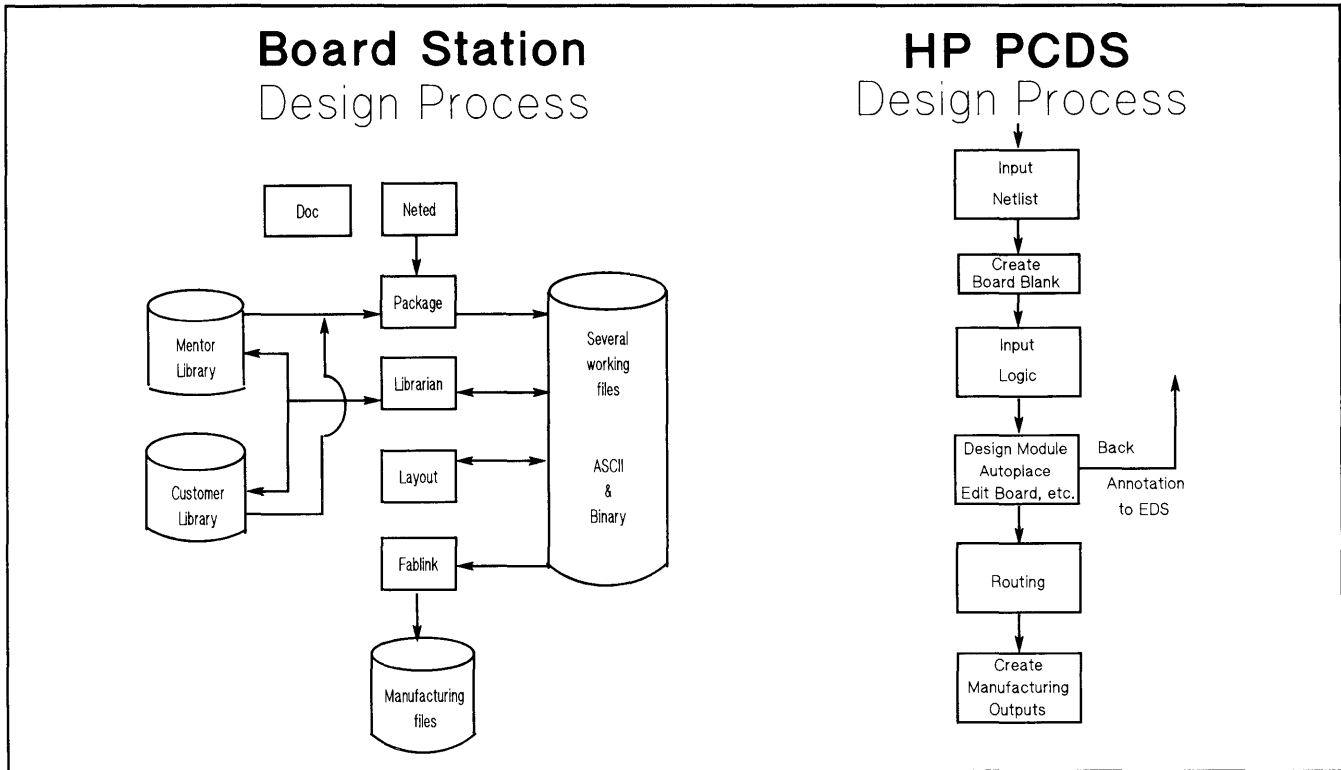 Board Station
Design Process
Doc
Neted
Package
Mentor
Library
Librarian
Customer
Library
Layout
Fablink
Several
working
files
ASCII
&
Binary
Manufacturing
files
HP PCDS
Design Process
Input
Netlist
Create
Board Blank
Input
Logic
Design Module
Autoplace
Edit Board, etc.
Back
Annotation
to EDS
Routing
Create
Manufacturing
Outputs